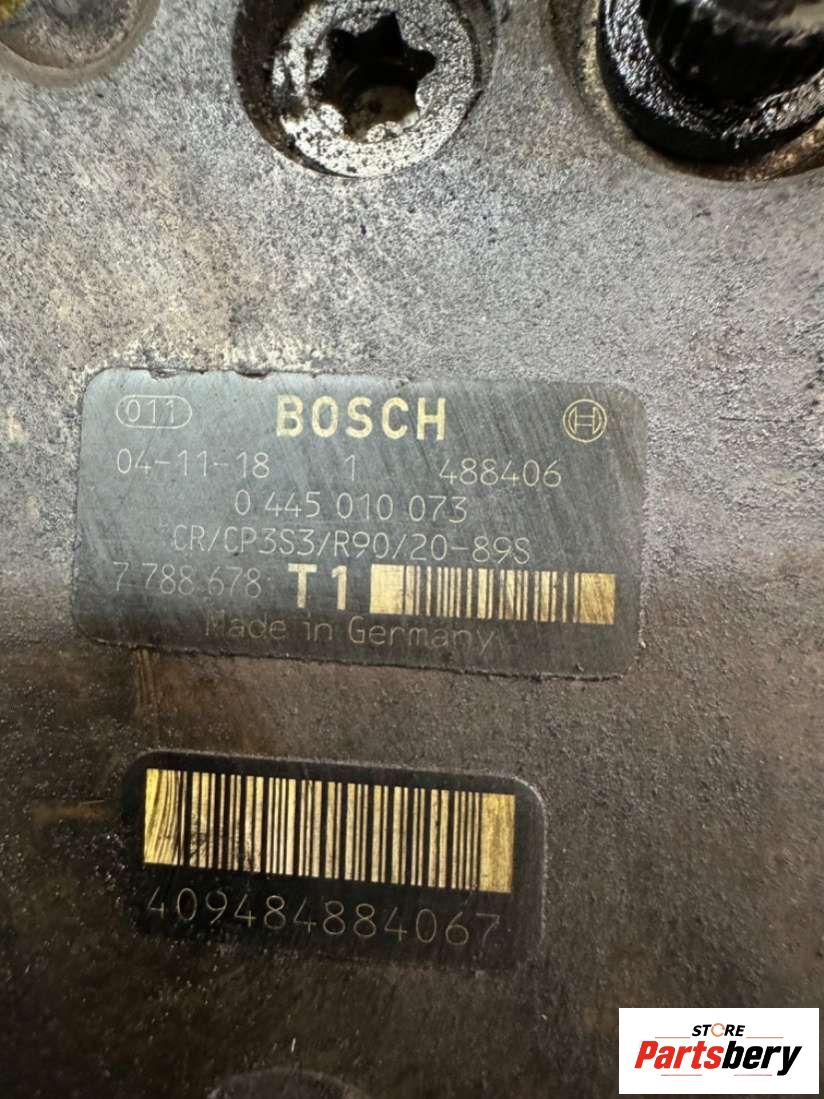 011 BOSCH
04-11-18 1 488406
0 445 010 073
CR/CP3S3/R90/20-89S
7 788 678 T1
Made in Germany
409484884067
STORE
Partsbery